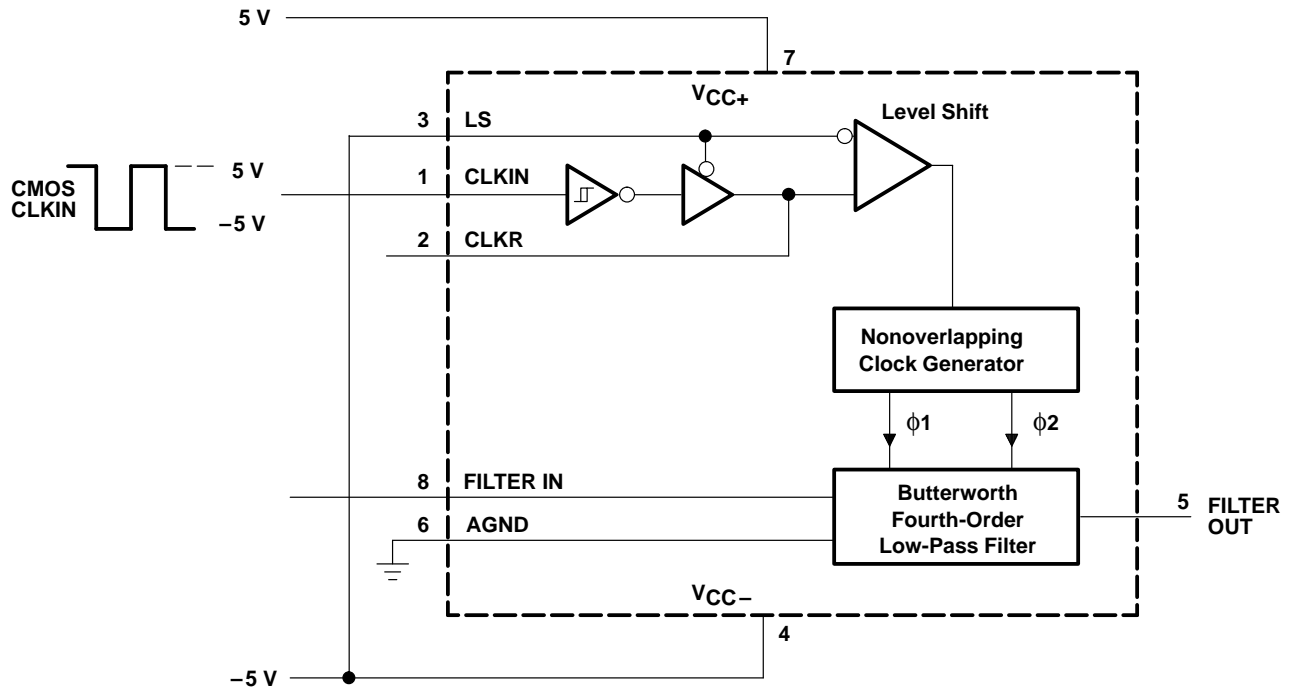 5 V
7
VCC+
Level Shift
3 LS
5 V
CMOS
CLKIN
–5 V
1 CLKIN
2 CLKR
Nonoverlapping
Clock Generator
ϕ1
ϕ2
8 FILTER IN
6 AGND
Butterworth
Fourth-Order
Low-Pass Filter
5 FILTER
OUT
VCC–
4
–5 V